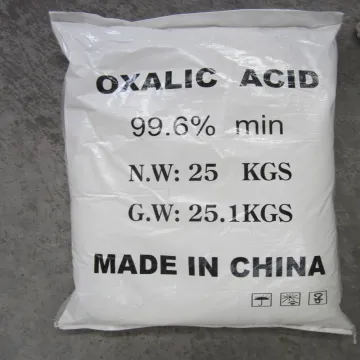 OXALIC ACID
99.6% min
N.W: 25 KGS
G.W: 25.1KGS
MADE IN CHINA